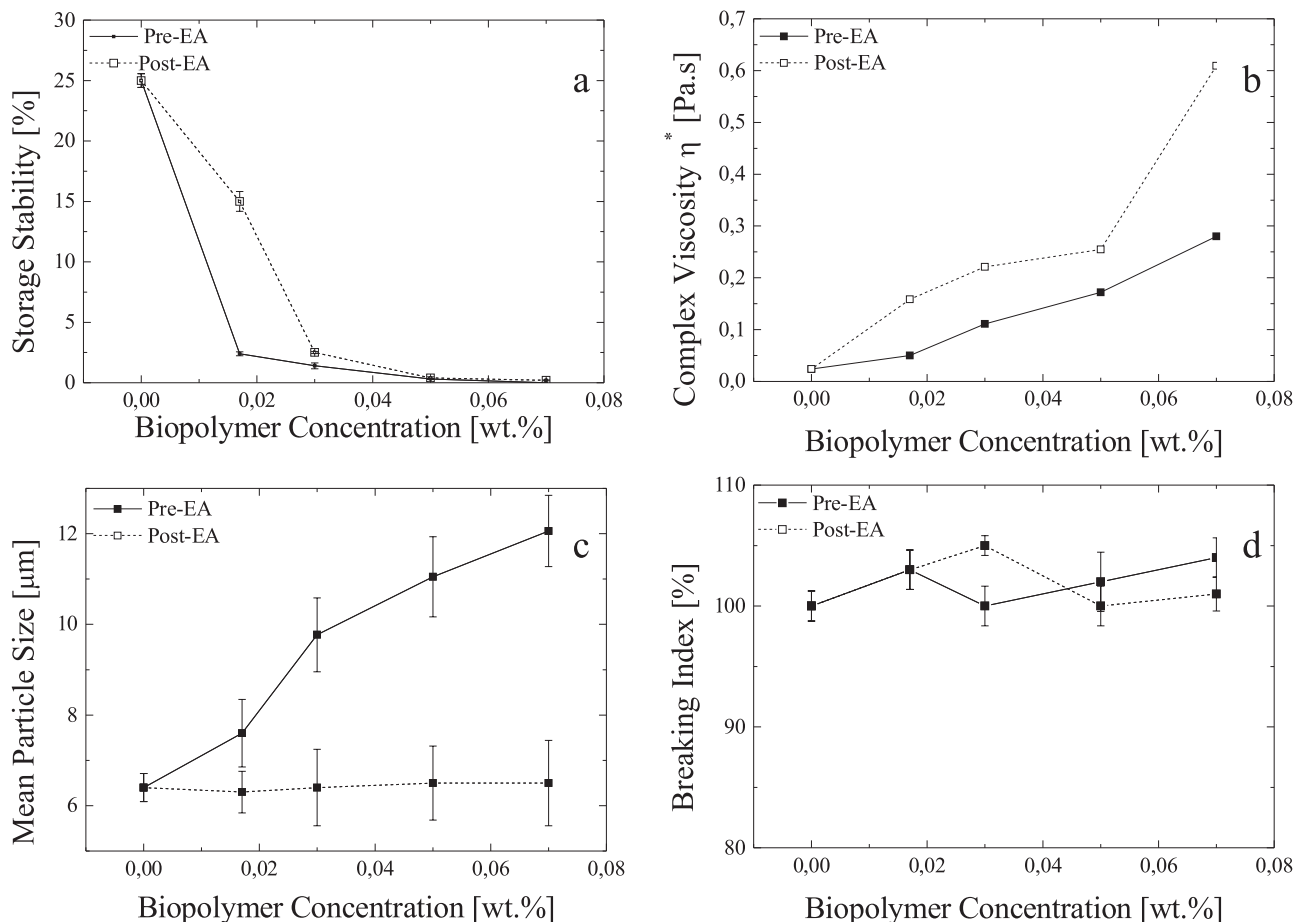 30
25
20
15
10
5
0
Storage Stability [%]
Pre-EA
Post-EA
a
0,00 0,02 0,04 0,06 0,08
Biopolymer Concentration [wt.%]
0,7
0,6
0,5
0,4
0,3
0,2
0,1
0,0
Complex Viscosity η* [Pa.s]
Pre-EA
Post-EA
b
0,00 0,02 0,04 0,06 0,08
Biopolymer Concentration [wt.%]
12
10
8
6
Mean Particle Size [µm]
Pre-EA
Post-EA
c
0,00 0,02 0,04 0,06 0,08
Biopolymer Concentration [wt.%]
110
100
90
80
Breaking Index [%]
Pre-EA
Post-EA
d
0,00 0,02 0,04 0,06 0,08
Biopolymer Concentration [wt.%]